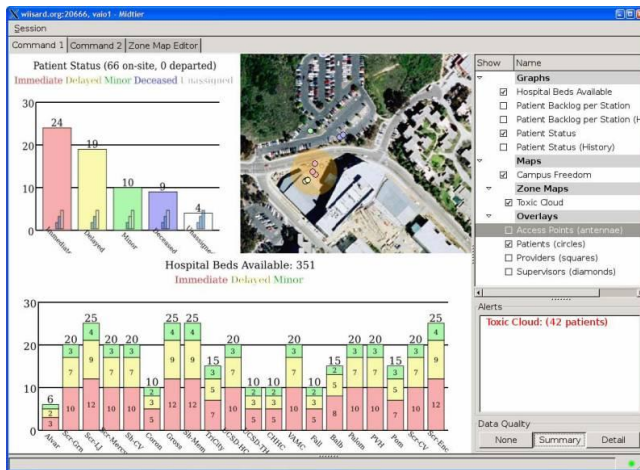 wiisard.org:20666, vaio1 - Midtier
Session
Command 1 Command 2 Zone Map Editor
Patient Status (66 on-site, 0 departed)
Immediate Delayed Minor Deceased Unassigned
30
24
20
19
10
10
9
4
0
Immediate Delayed Minor Deceased Unassigned
Hospital Beds Available: 351
Immediate Delayed Minor
30
25 25 25 25
20 20 20 20 20 20 20 20 20
15 15 15
10 10 10 10 10
6
0
Alvar Scr-Grn Scr-LJ Scr-Merce Sh-CV Coron Gross Sh-Mem TriCity UCSD-HC UCSD-TH CHHC VAMC Fall Balb Palom PVH Pom Scr-CV Scr-Enc
Show Name
Graphs
Hospital Beds Available
Patient Backlog per Station
Patient Backlog per Station (H
Patient Status
Patient Status (History)
Maps
Campus Freedom
Zone Maps
Toxic Cloud
Overlays
Access Points (antennae)
Patients (circles)
Providers (squares)
Supervisors (diamonds)
Alerts
Toxic Cloud: (42 patients)
Data Quality
None Summary Detail